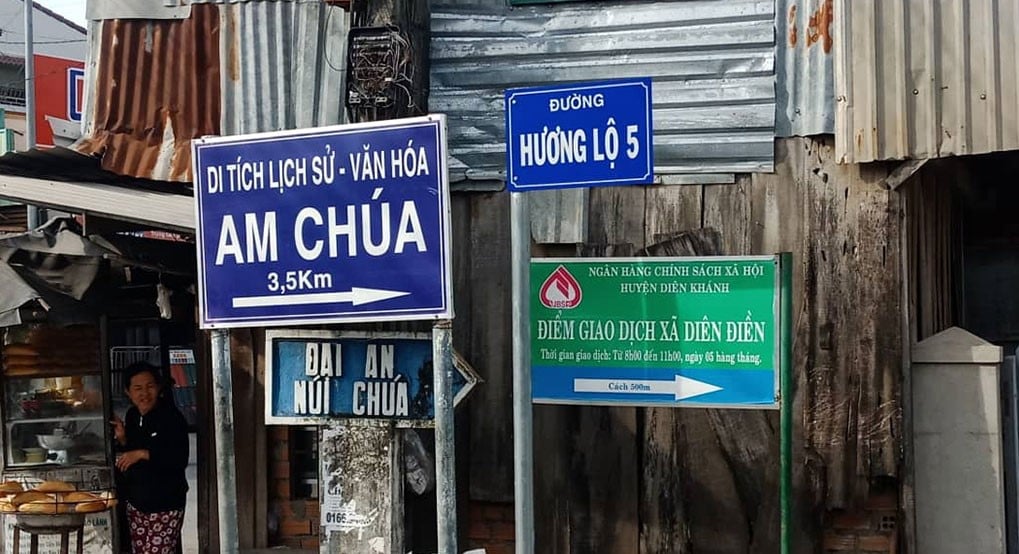 DI TÍCH LỊCH SỬ - VĂN HÓA
AM CHÚA
3,5Km
ĐƯỜNG
HƯƠNG LỘ 5
NGÂN HÀNG CHÍNH SÁCH XÃ HỘI
HUYỆN DIÊN KHÁNH
ĐIỂM GIAO DỊCH XÃ DIÊN ĐIỀN
Thời gian giao dịch: Từ 8h00 đến 11h00, ngày 05 hàng tháng.
Cách 500m
ĐẠI AN
NÚI CHÚA